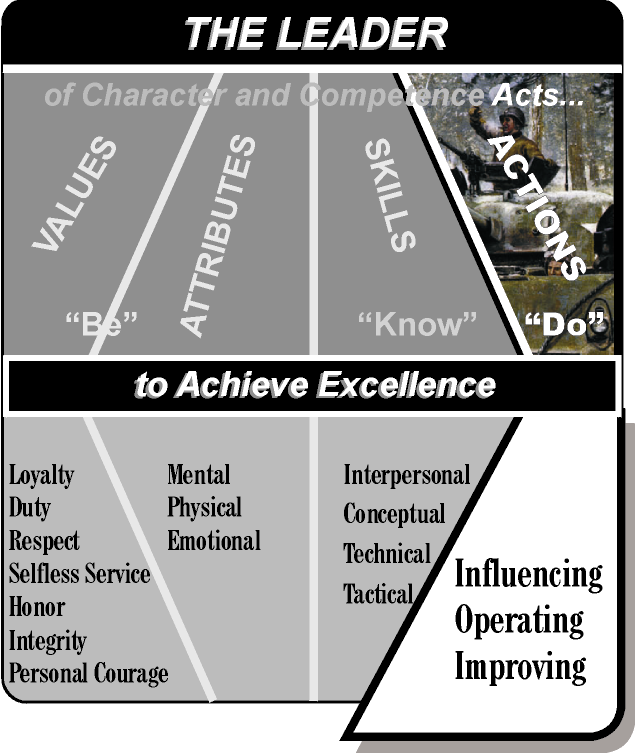 THE LEADER
of Character and Competence Acts...
VALUES
ATTRIBUTES
SKILLS
ACTIONS
“Be”
“Know”
“Do”
to Achieve Excellence
Loyalty
Duty
Respect
Selfless Service
Honor
Integrity
Personal Courage
Mental
Physical
Emotional
Interpersonal
Conceptual
Technical
Tactical
Influencing
Operating
Improving